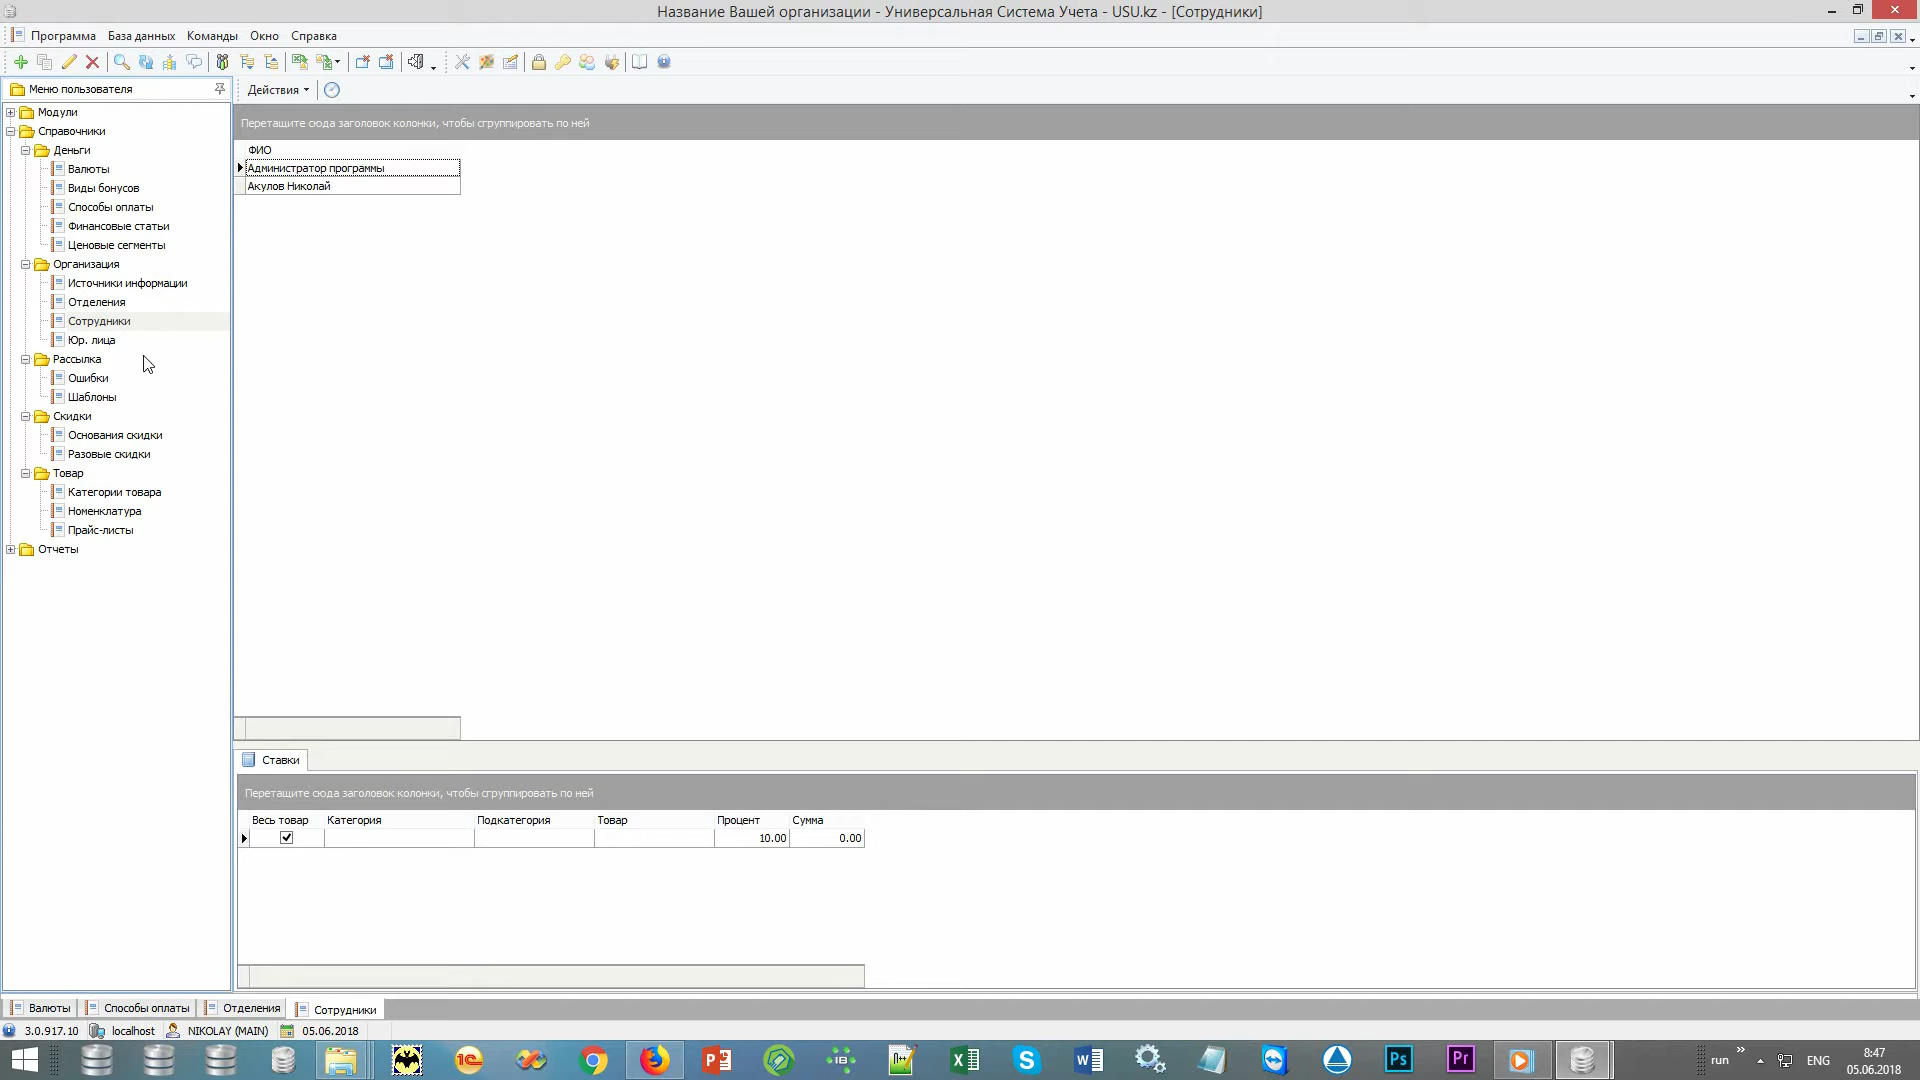 Название Вашей организации - Универсальная Система Учета - USU.kz - [Сотрудники]
Программа База данных Команды Окно Справка
Меню пользователя
Действия
Модули
Справочники
Деньги
Валюты
Виды бонусов
Способы оплаты
Финансовые статьи
Ценовые сегменты
Организация
Источники информации
Отделения
Сотрудники
Юр. лица
Рассылка
Ошибки
Шаблоны
Скидки
Основания скидки
Разовые скидки
Товар
Категории товара
Номенклатура
Прайс-листы
Отчеты
Перетащите сюда заголовок колонки, чтобы сгруппировать по ней
ФИО
Администратор программы
Акулов Николай
Ставки
Перетащите сюда заголовок колонки, чтобы сгруппировать по ней
Весь товар Категория Подкатегория Товар Процент Сумма
10.00 0.00
Валюты Способы оплаты Отделения Сотрудники
3.0.917.10 localhost NIKOLAY (MAIN) 05.06.2018
1C P IB n++ X S W Ps Pr run » ENG 8:47
05.06.2018